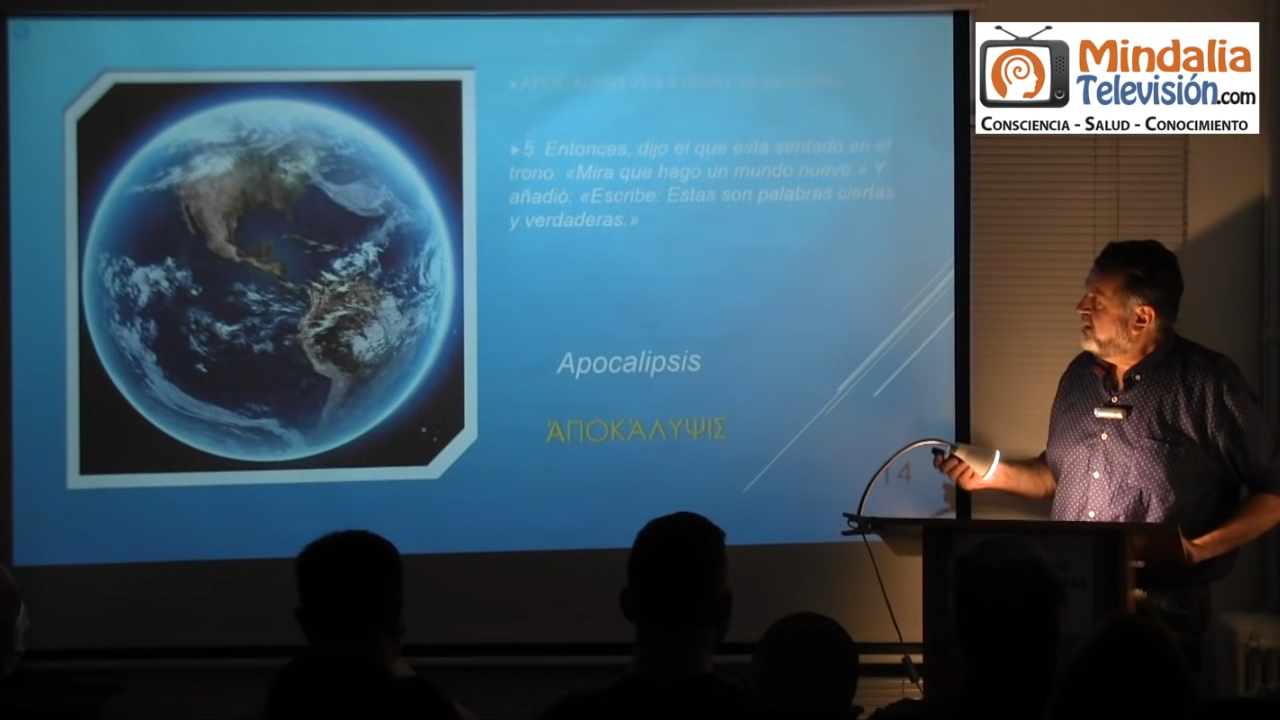 Mindalia
Televisión.com
CONSCIENCIA - SALUD - CONOCIMIENTO
▸5. Entonces, dijo el que está sentado en el
trono: «Mira que hago un mundo nuevo.» Y
añadió: «Escribe: Estas son palabras ciertas
y verdaderas.»
Apocalipsis
ἈΠΟΚΆΛΥΨΙΣ
14